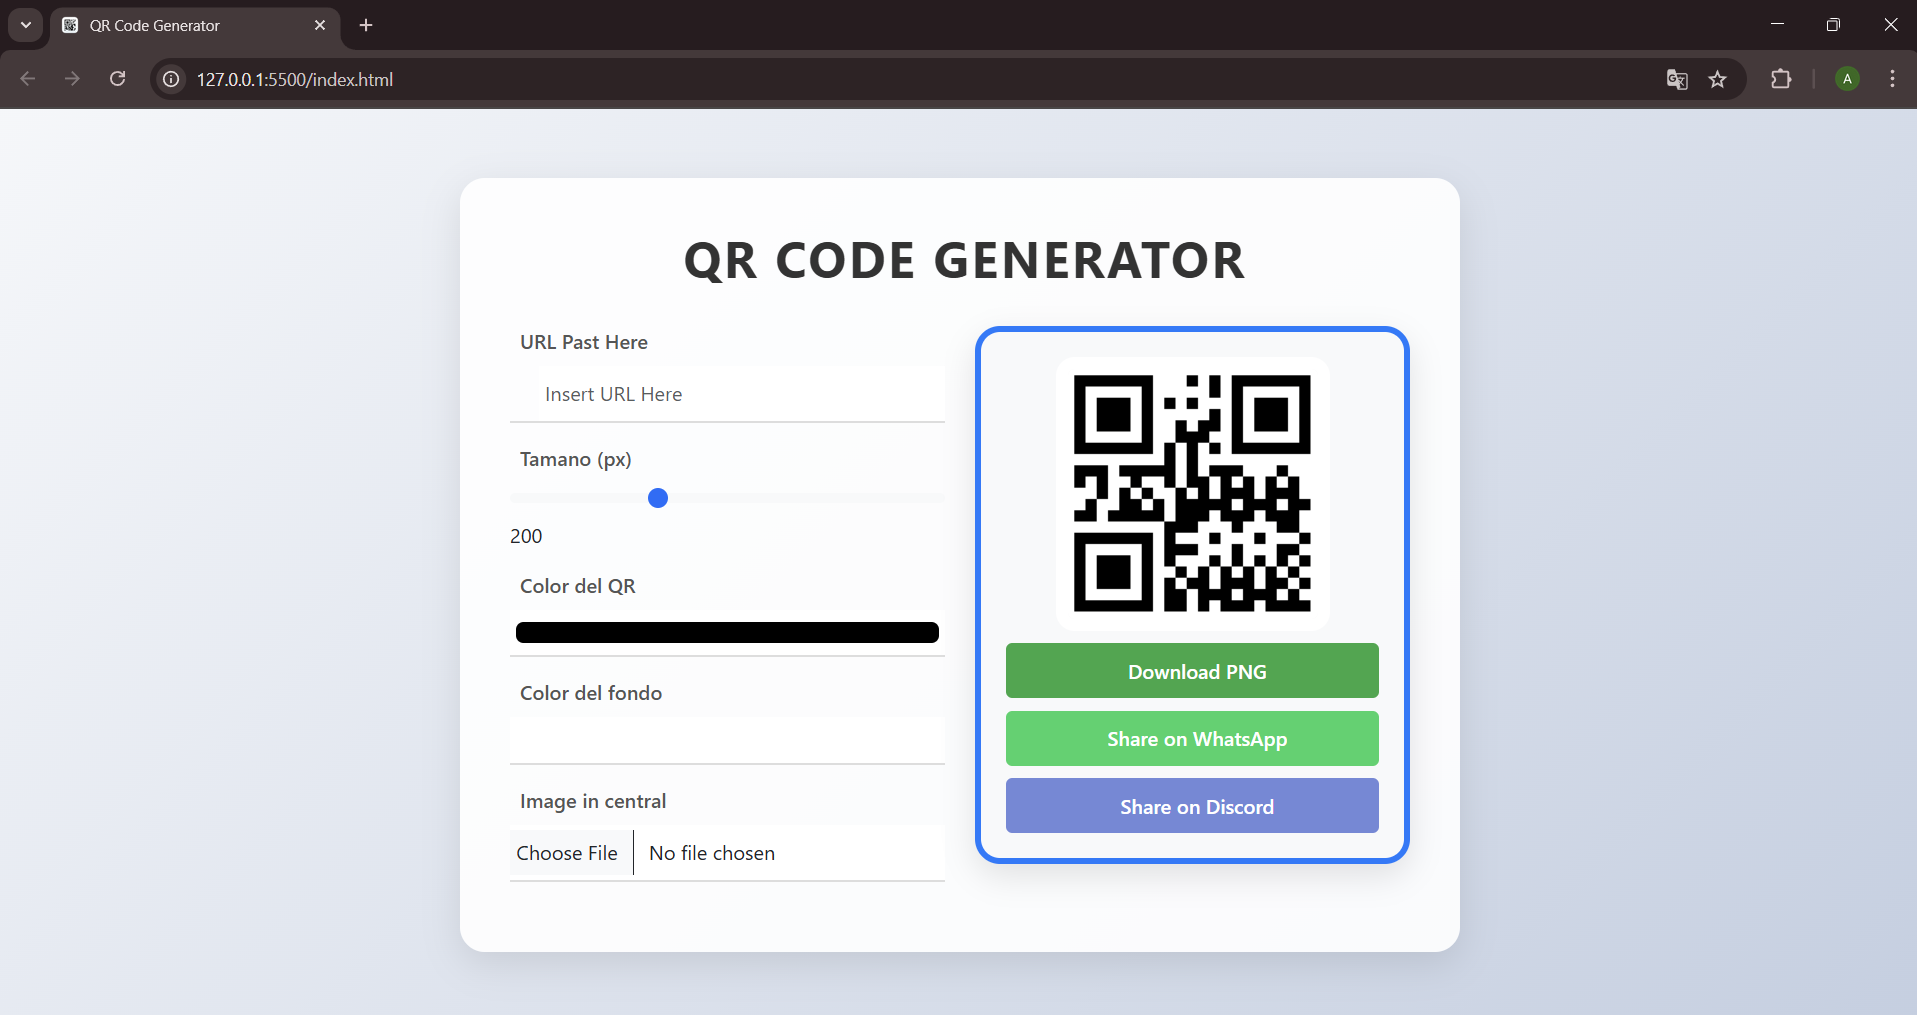 QR Code Generator
127.0.0.1:5500/index.html
A
QR CODE GENERATOR
URL Past Here
Insert URL Here
Tamano (px)
200
Color del QR
Color del fondo
Image in central
Choose File No file chosen
Download PNG
Share on WhatsApp
Share on Discord